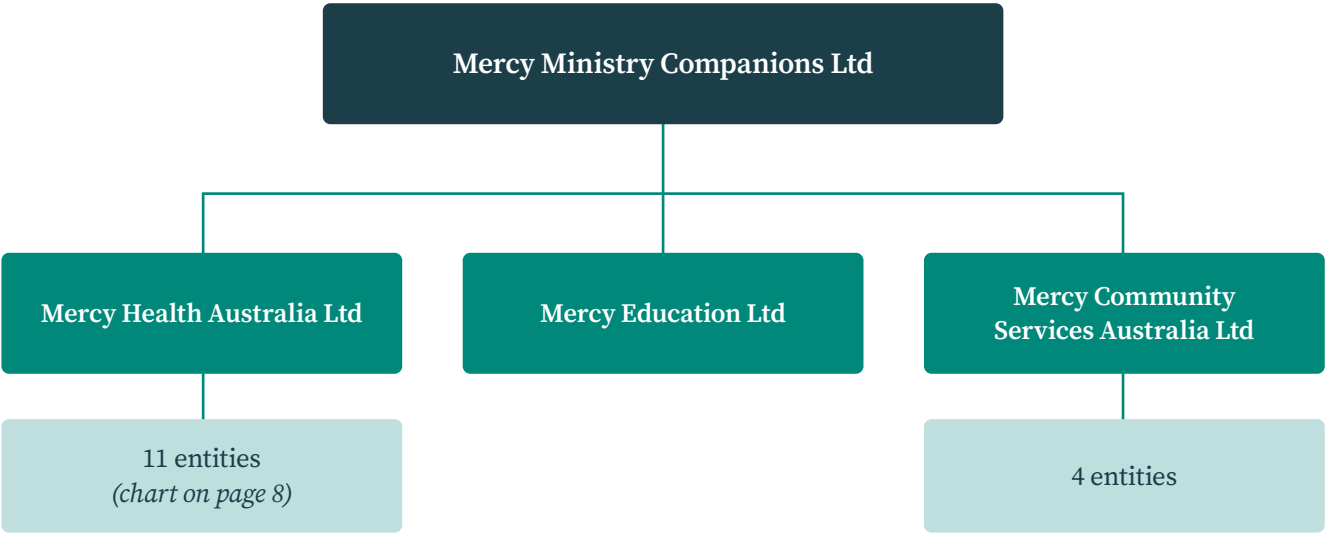 Mercy Ministry Companions Ltd
Mercy Health Australia Ltd
Mercy Education Ltd
Mercy Community
Services Australia Ltd
11 entities
(chart on page 8)
4 entities